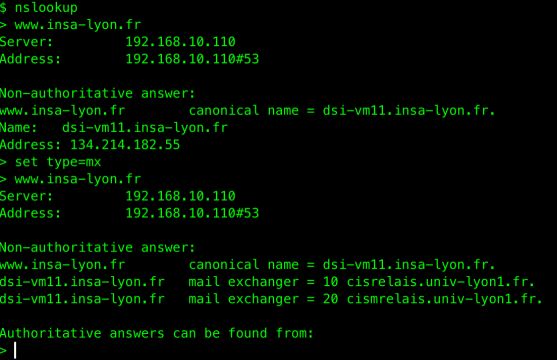 $ nslookup
> www.insa-lyon.fr
Server:         192.168.10.110
Address:        192.168.10.110#53

Non-authoritative answer:
www.insa-lyon.fr        canonical name = dsi-vm11.insa-lyon.fr.
Name:   dsi-vm11.insa-lyon.fr
Address: 134.214.182.55
> set type=mx
> www.insa-lyon.fr
Server:         192.168.10.110
Address:        192.168.10.110#53

Non-authoritative answer:
www.insa-lyon.fr        canonical name = dsi-vm11.insa-lyon.fr.
dsi-vm11.insa-lyon.fr   mail exchanger = 10 cisrelais.univ-lyon1.fr.
dsi-vm11.insa-lyon.fr   mail exchanger = 20 cismrelais.univ-lyon1.fr.

Authoritative answers can be found from:
>